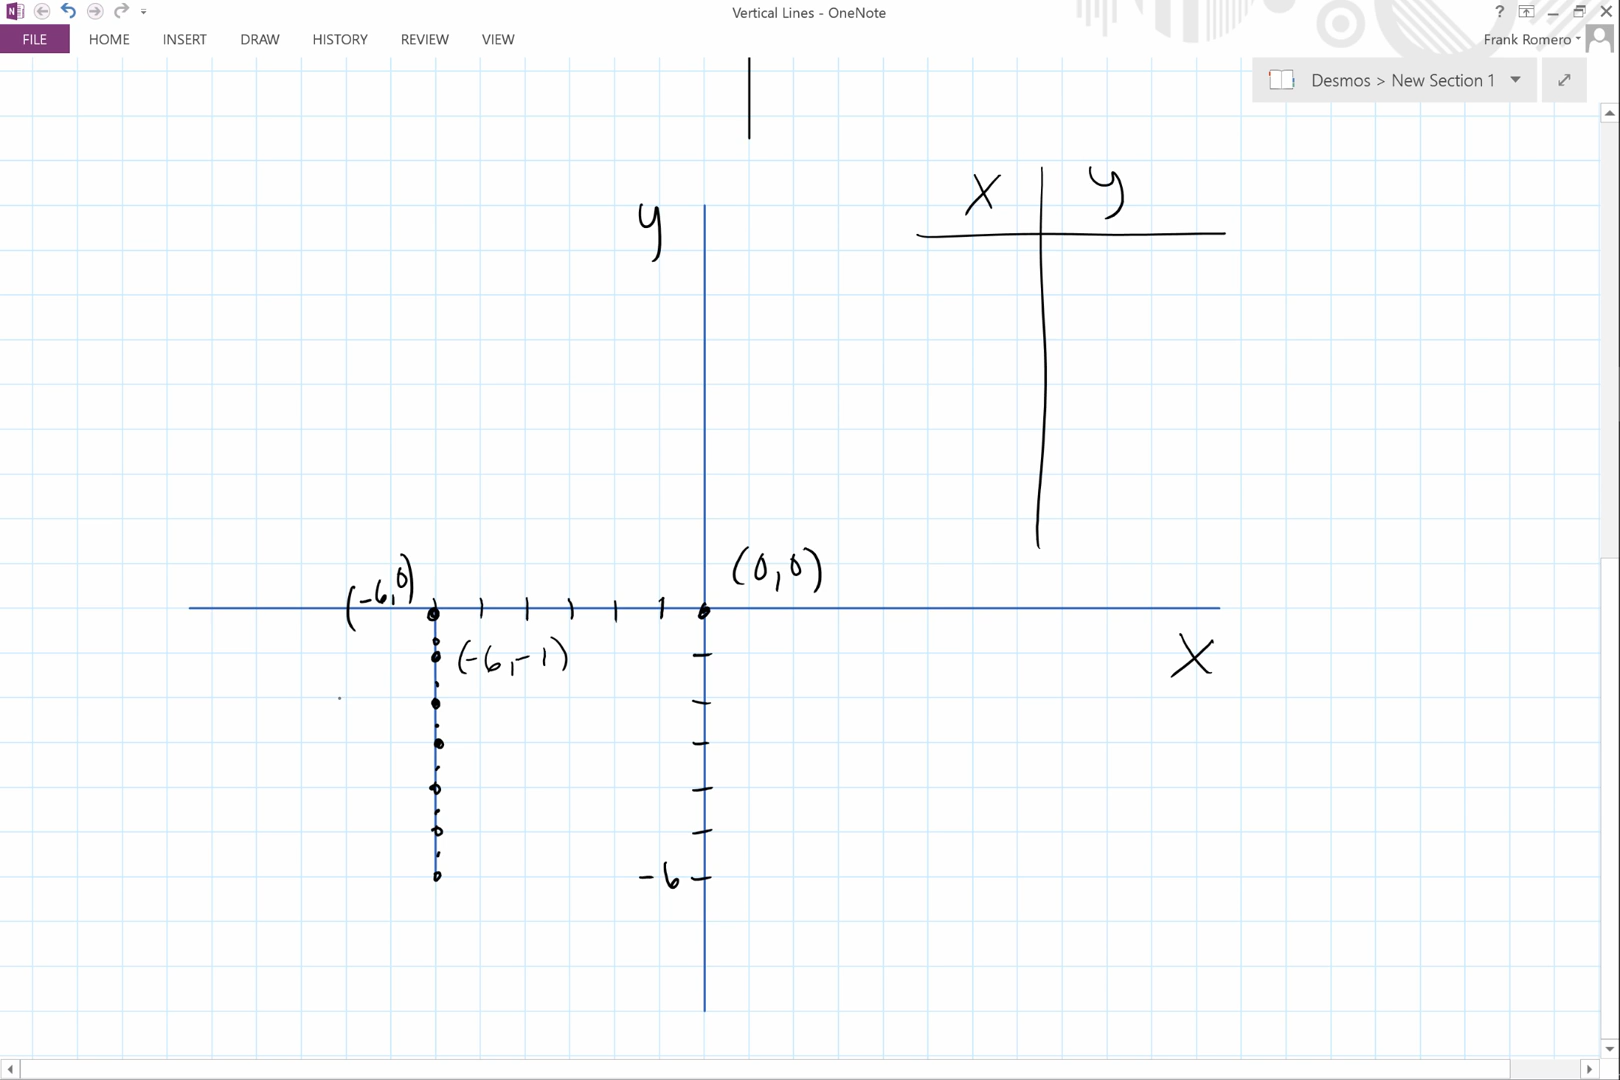 Vertical Lines - OneNote
?
FILE HOME INSERT DRAW HISTORY REVIEW VIEW
Frank Romero
Desmos > New Section 1
x y
y
(0,0)
(-6,0)
(-6,-1)
x
-6